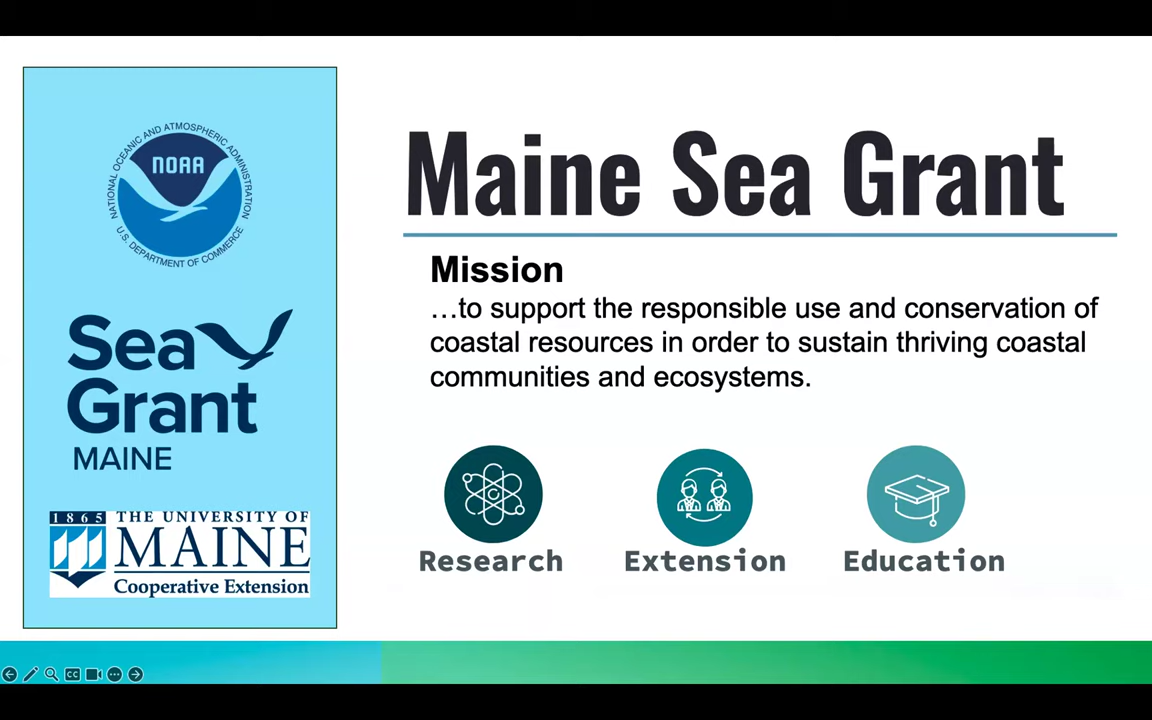 NATIONAL OCEANIC AND ATMOSPHERIC ADMINISTRATION
NOAA
U.S. DEPARTMENT OF COMMERCE
Sea
Grant
MAINE
1865 THE UNIVERSITY OF
MAINE
Cooperative Extension
Maine Sea Grant
Mission
…to support the responsible use and conservation of
coastal resources in order to sustain thriving coastal
communities and ecosystems.
Research Extension Education
CC